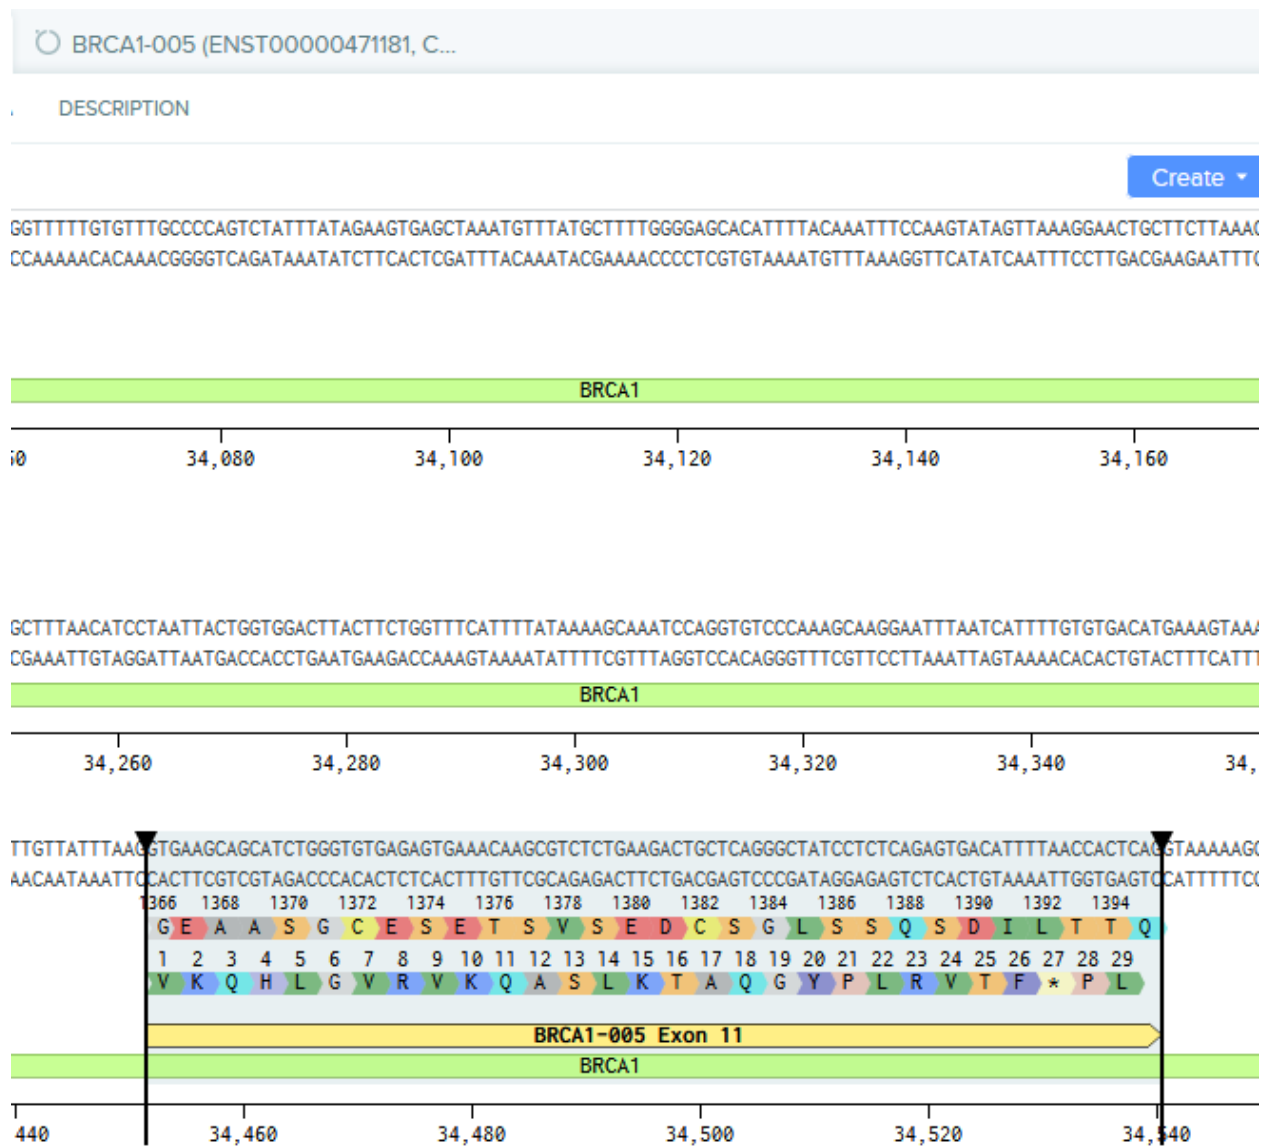 BRCA1-005 (ENST00000471181, C...
DESCRIPTION
Create
GGTTTTTGTGTTTGCCCCAGTCTATTTATAGAAGTGAGCTAAATGTTTATGCTTTTGGGGAGCACATTTTACAAATTTCCAAGTATAGTTAAAGGAACTGCTTCTTAAAC
CCAAAAACACAAACGGGGTCAGATAAATATCTTCACTCGATTTACAAATACGAAAACCCCTCGTGTAAAATGTTTAAAGGTTCATATCAATTTCCTTGACGAAGAATTTG
BRCA1
34,080 34,100 34,120 34,140 34,160
GCTTTAACATCCTAATTACTGGTGGACTTACTTCTGGTTTCATTTTATAAAAGCAAATCCAGGTGTCCCAAAGCAAGGAATTTAATCATTTTGTGTGACATGAAAGTAAA
CGAAATTGTAGGATTAATGACCACCTGAATGAAGACCAAAGTAAAATATTTTCGTTTAGGTCCACAGGGTTTCGTTCCTTAAATTAGTAAAACACACTGTACTTTCATTT
BRCA1
34,260 34,280 34,300 34,320 34,340 34,
TTGTTATTTAAGGTGAAGCAGCATCTGGGTGTGAGAGTGAAACAAGCGTCTCTGAAGACTGCTCAGGGCTATCCTCTCAGAGTGACATTTTAACCACTCAGGTAAAAAGC
AACAATAAATTCCACTTCGTCGTAGACCCACACTCTCACTTTGTTCGCAGAGACTTCTGACGAGTCCCGATAGGAGAGTCTCACTGTAAAATTGGTGAGTCCATTTTTCG
1366 1368 1370 1372 1374 1376 1378 1380 1382 1384 1386 1388 1390 1392 1394
G E A A S G C E S E T S V S E D C S G L S S Q S D I L T T Q
1 2 3 4 5 6 7 8 9 10 11 12 13 14 15 16 17 18 19 20 21 22 23 24 25 26 27 28 29
V K Q H L G V R V K Q A S L K T A Q G Y P L R V T F * P L
BRCA1-005 Exon 11
BRCA1
440 34,460 34,480 34,500 34,520 34,540